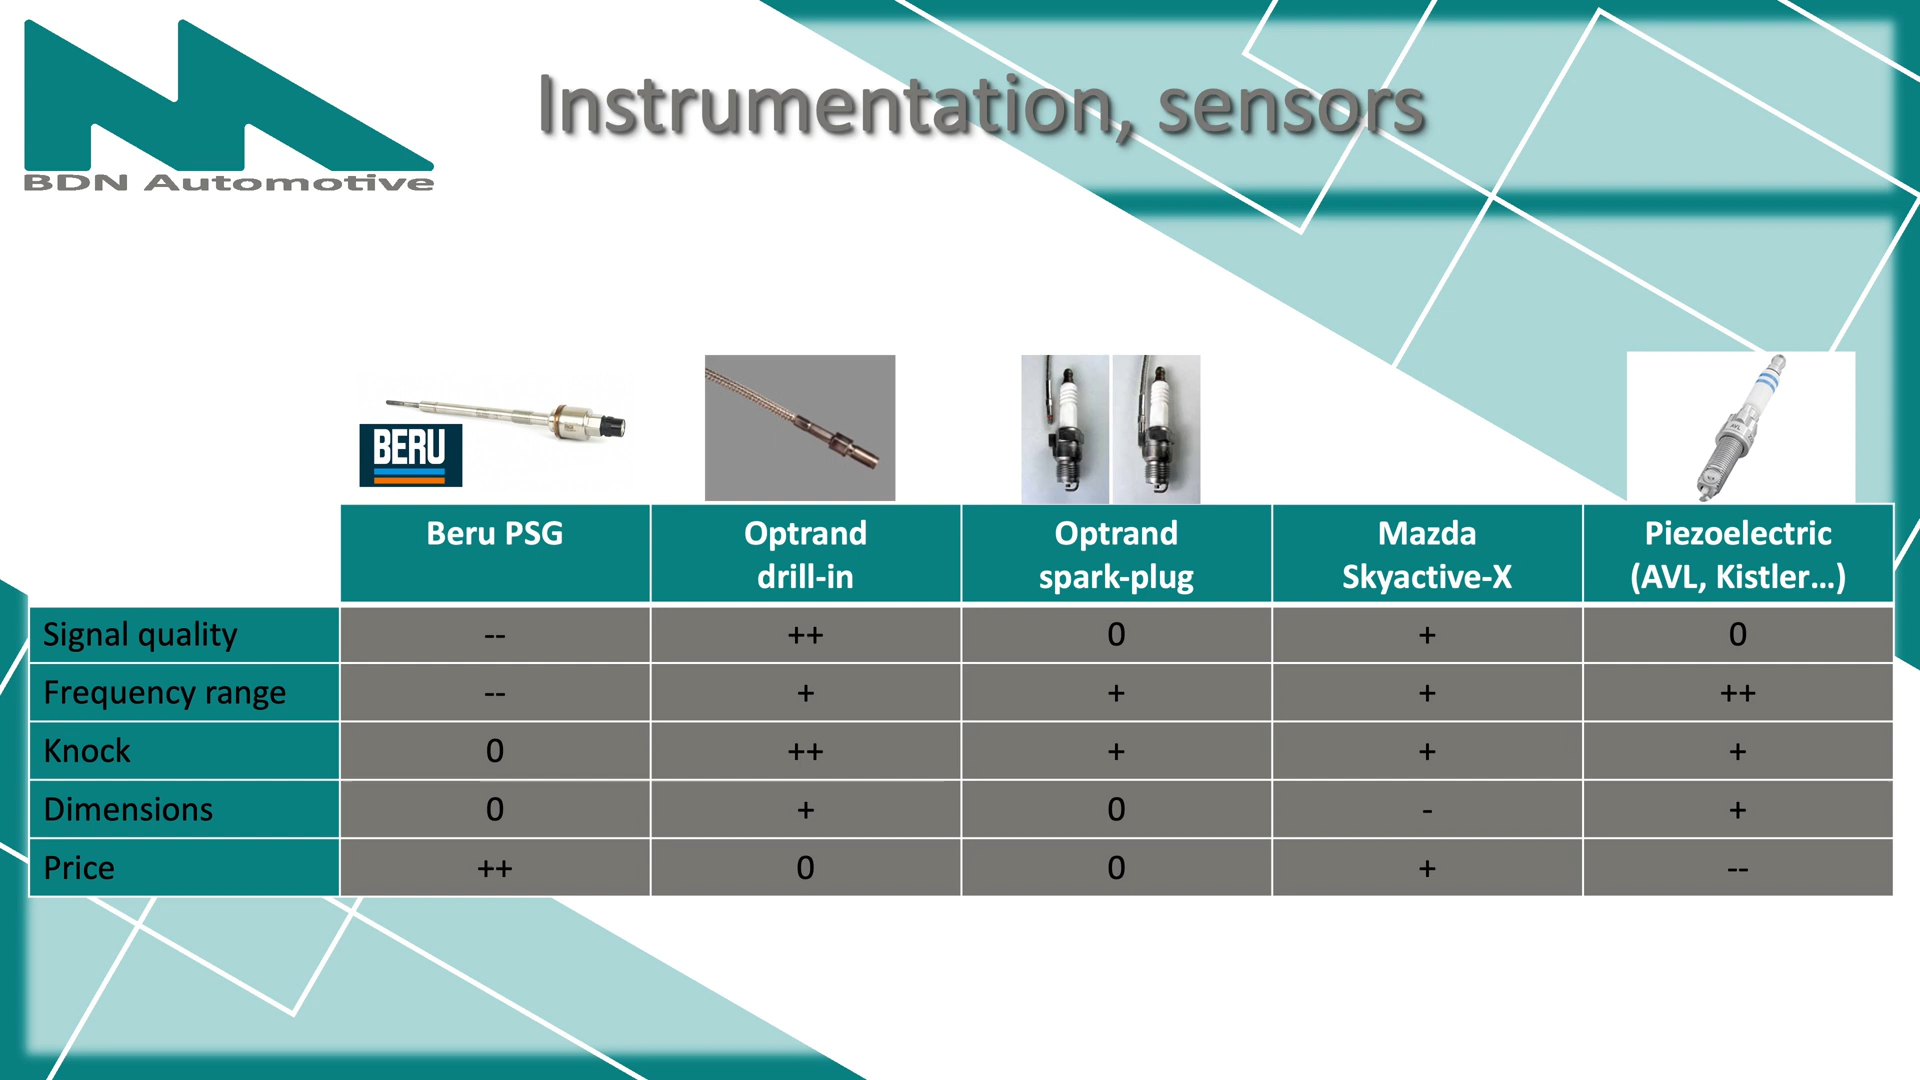 BDN Automotive
Instrumentation, sensors
BERU
AVL
Beru PSG
Optrand
drill-in
Optrand
spark-plug
Mazda
Skyactive-X
Piezoelectric
(AVL, Kistler...)
Signal quality -- ++ 0 + 0
Frequency range -- + + + ++
Knock 0 ++ + + +
Dimensions 0 + 0 - +
Price ++ 0 0 + --